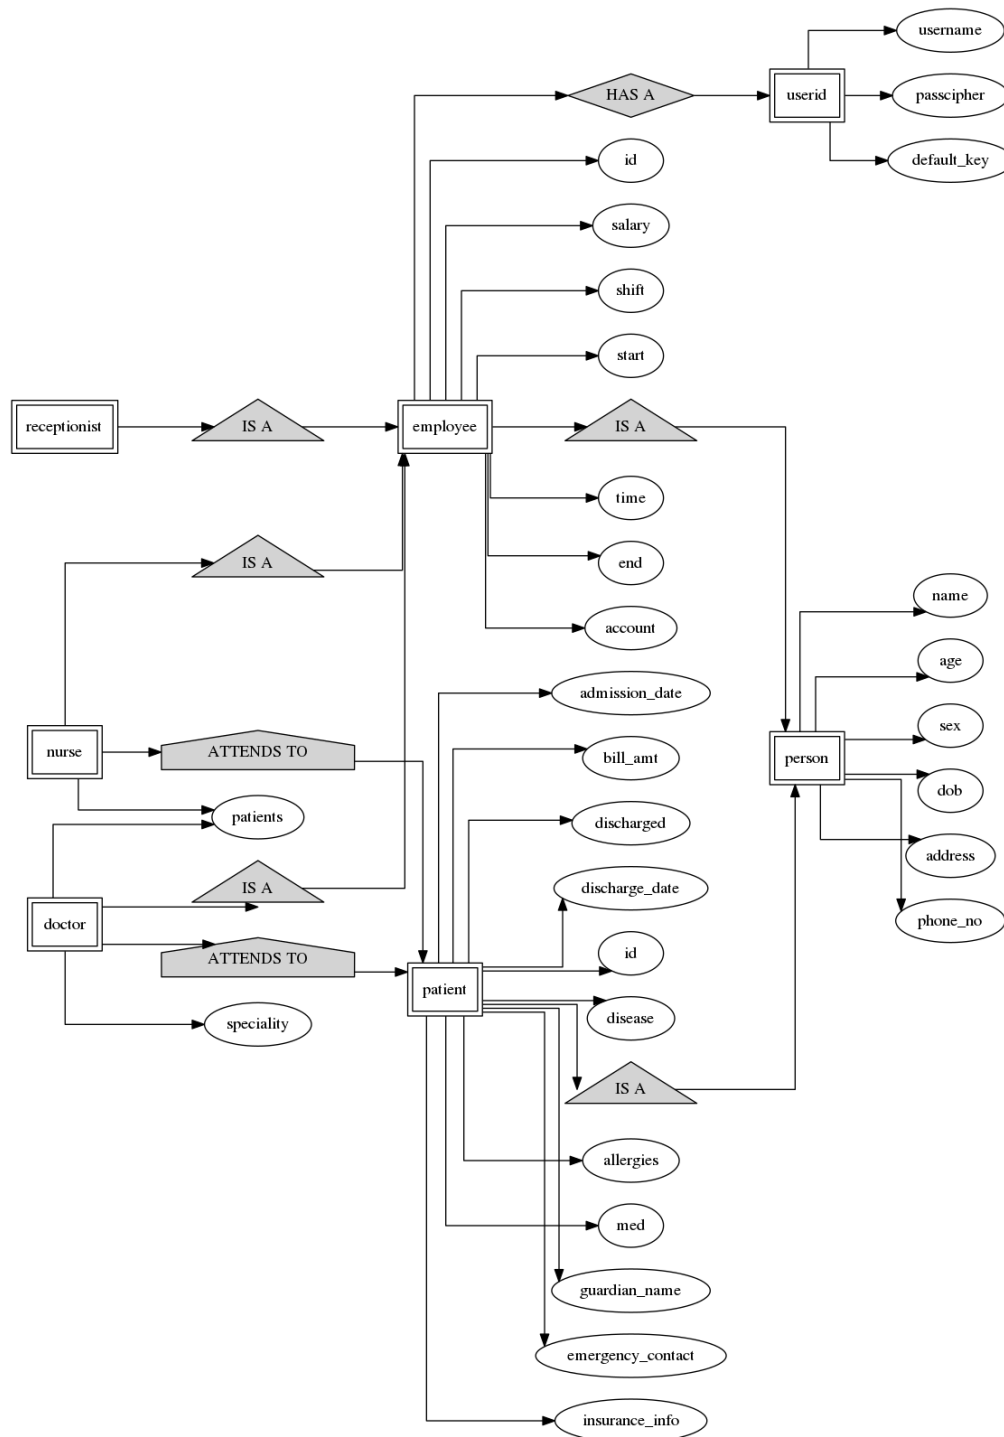 username
HAS A
userid
passcipher
id
default_key
salary
shift
start
receptionist
IS A
employee
IS A
time
IS A
end
name
account
age
admission_date
sex
nurse
ATTENDS TO
bill_amt
person
dob
patients
discharged
address
IS A
discharge_date
doctor
phone_no
ATTENDS TO
id
patient
speciality
disease
IS A
allergies
med
guardian_name
emergency_contact
insurance_info